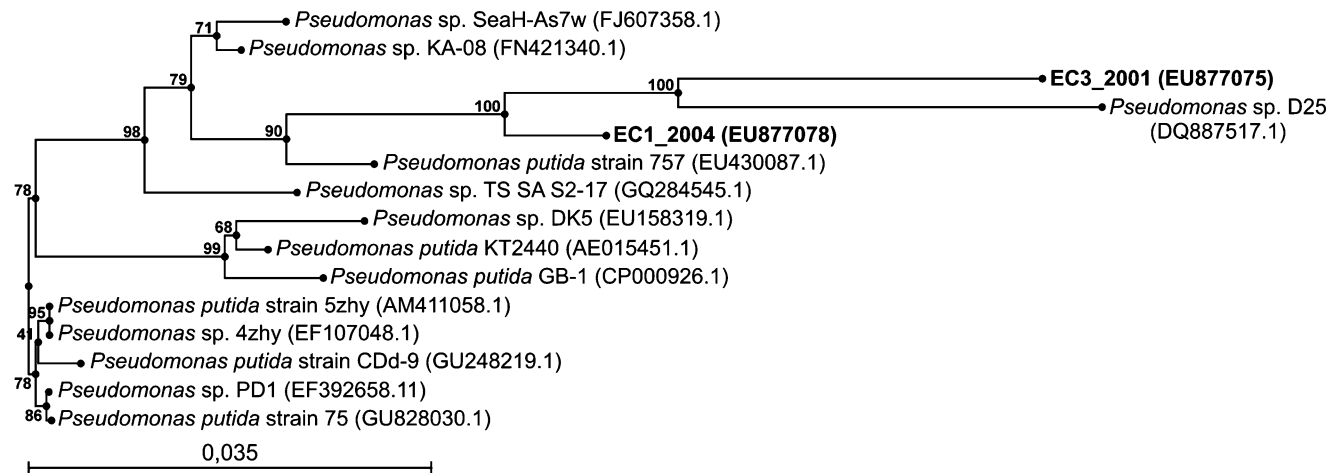 71
Pseudomonas sp. SeaH-As7w (FJ607358.1)
Pseudomonas sp. KA-08 (FN421340.1)
79
100
EC3_2001 (EU877075)
100
Pseudomonas sp. D25
(DQ887517.1)
98
90
EC1_2004 (EU877078)
Pseudomonas putida strain 757 (EU430087.1)
78
Pseudomonas sp. TS SA S2-17 (GQ284545.1)
Pseudomonas sp. DK5 (EU158319.1)
68
99
Pseudomonas putida KT2440 (AE015451.1)
Pseudomonas putida GB-1 (CP000926.1)
Pseudomonas putida strain 5zhy (AM411058.1)
95
41
Pseudomonas sp. 4zhy (EF107048.1)
Pseudomonas putida strain CDd-9 (GU248219.1)
78
Pseudomonas sp. PD1 (EF392658.11)
86
Pseudomonas putida strain 75 (GU828030.1)
0,035